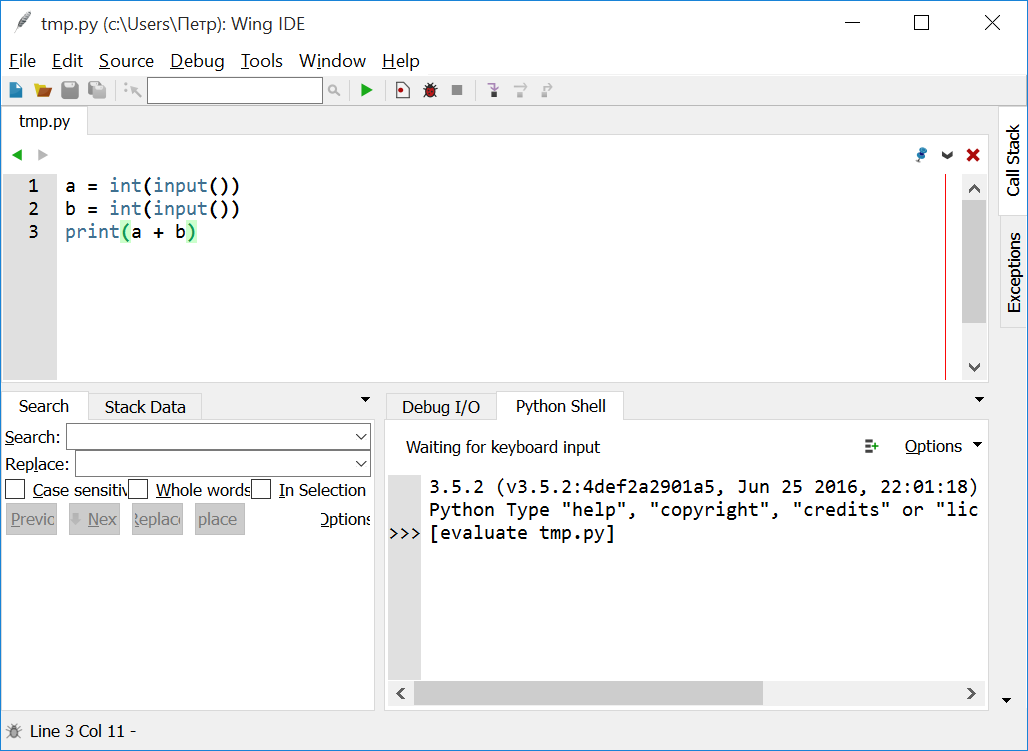 tmp.py (c:\Users\Петр): Wing IDE
File Edit Source Debug Tools Window Help
tmp.py
1 a = int(input())
2 b = int(input())
3 print(a + b)
Call Stack
Exceptions
Search Stack Data
Search:
Replace:
Case sensitiv Whole words In Selection
Previc Nex Replac place Options
Debug I/O Python Shell
Waiting for keyboard input Options
3.5.2 (v3.5.2:4def2a2901a5, Jun 25 2016, 22:01:18)
Python Type "help", "copyright", "credits" or "lic
>>> [evaluate tmp.py]
Line 3 Col 11 -